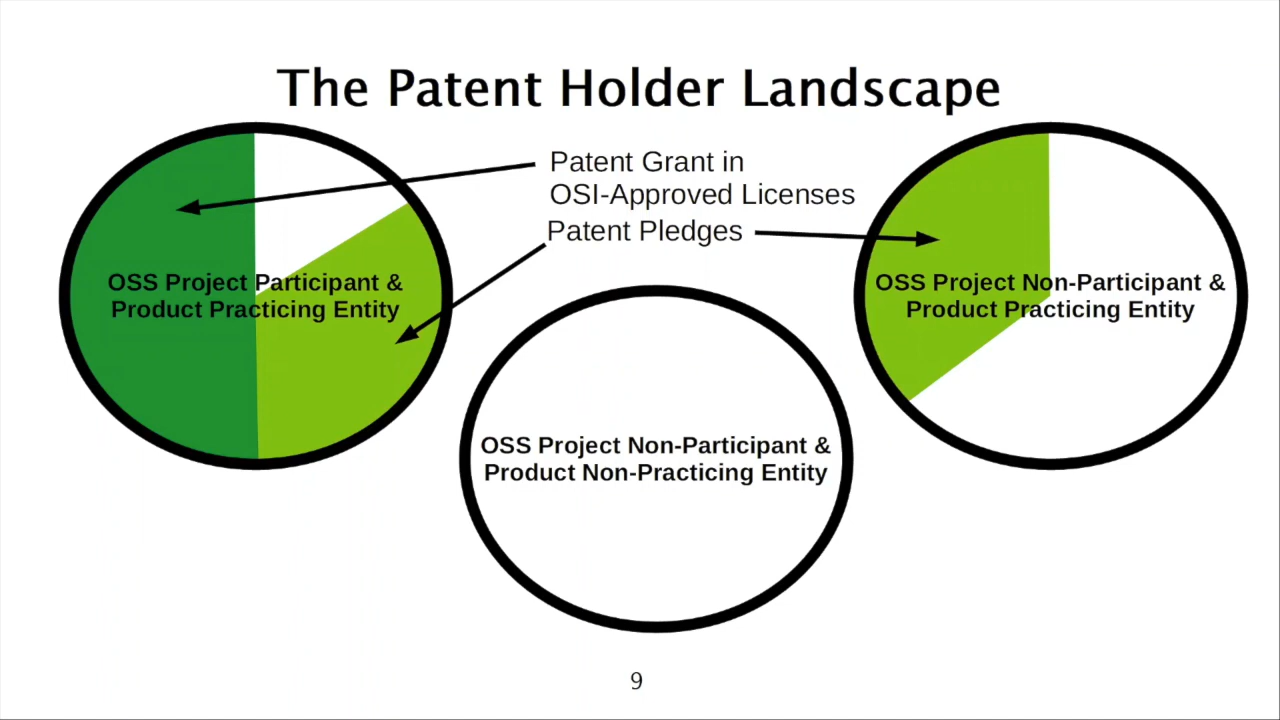 The Patent Holder Landscape
Patent Grant in
OSI-Approved Licenses
Patent Pledges
OSS Project Participant &
Product Practicing Entity
OSS Project Non-Participant &
Product Practicing Entity
OSS Project Non-Participant &
Product Non-Practicing Entity
9